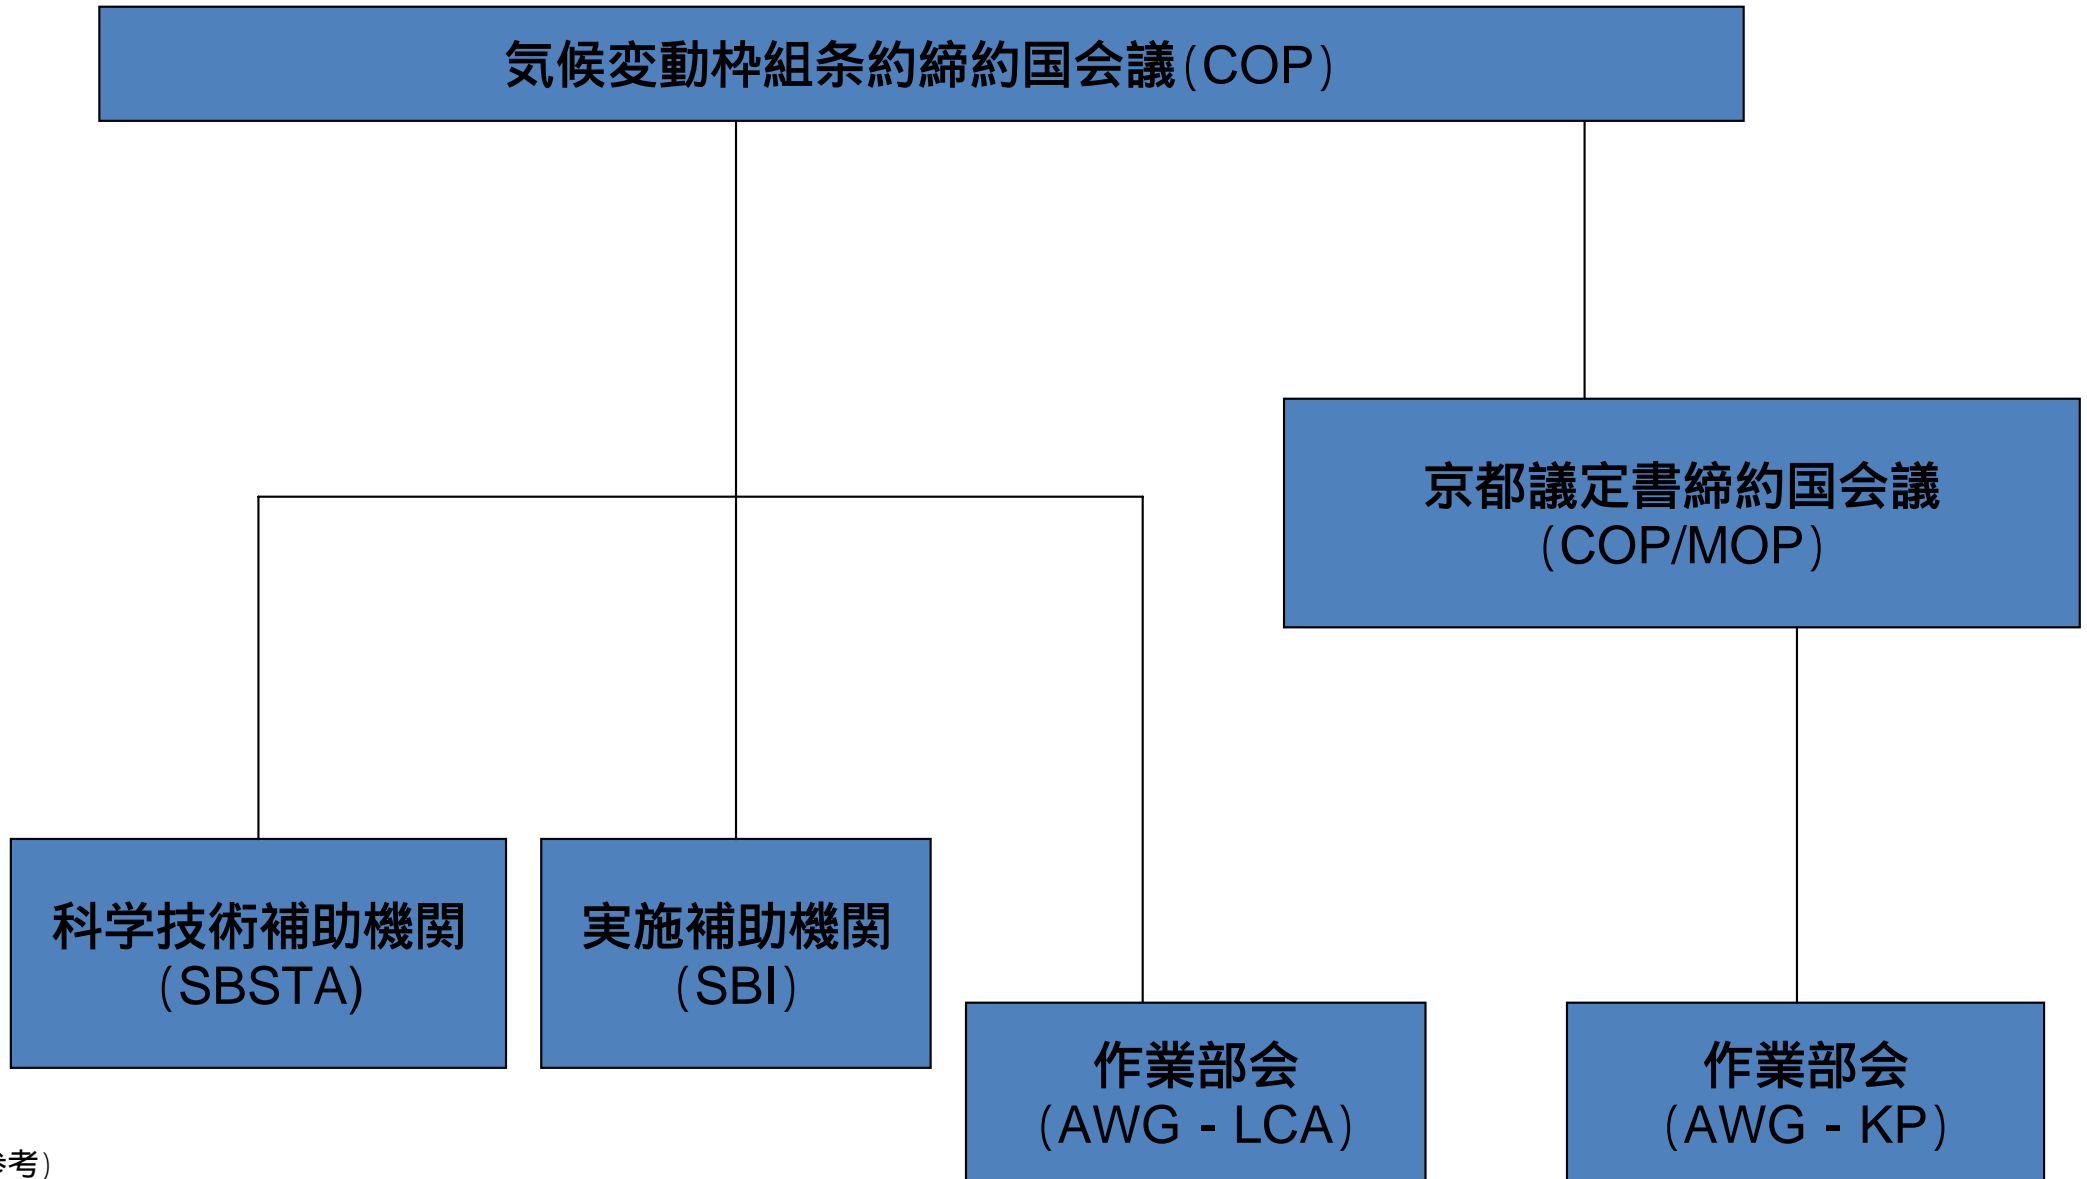 気候変動枠組条約締約国会議(COP)
京都議定書締約国会議
(COP/MOP)
科学技術補助機関
(SBSTA)
実施補助機関
(SBI)
作業部会
(AWG - LCA)
作業部会
(AWG - KP)
参考)